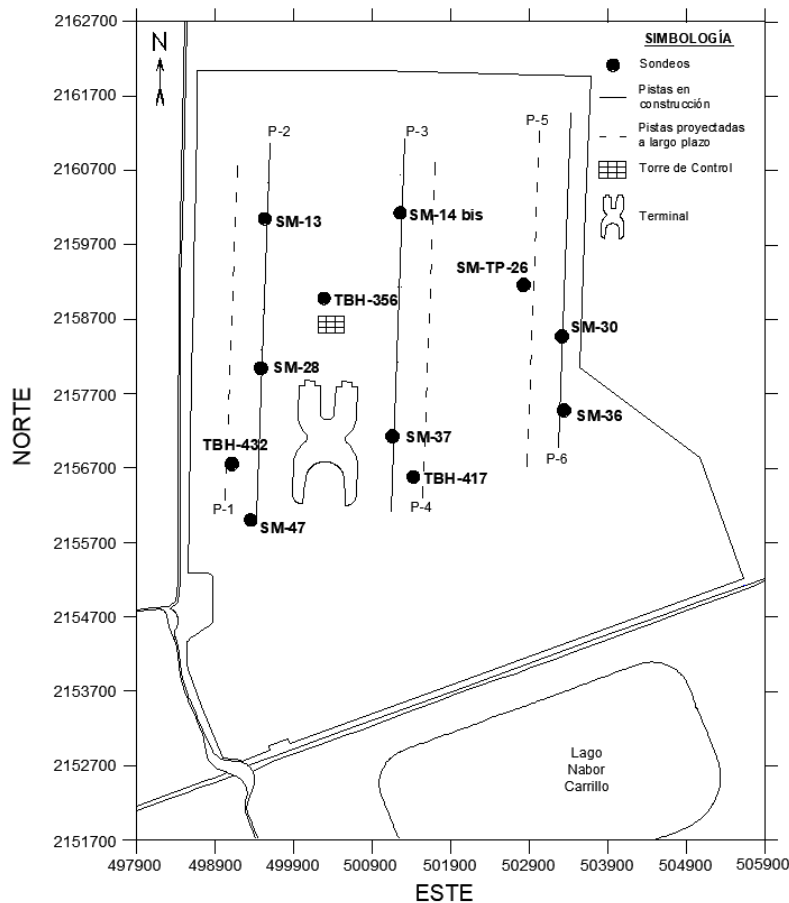 2162700
2161700
2160700
2159700
2158700
2157700
2156700
2155700
2154700
2153700
2152700
2151700
NORTE
N
SIMBOLOGÍA
Sondeos
Pistas en
construcción
Pistas proyectadas
a largo plazo
Torre de Control
Terminal
P-2
P-3
P-5
SM-13
SM-14 bis
SM-TP-26
TBH-356
SM-30
SM-28
SM-36
SM-37
TBH-432
TBH-417
P-6
P-1
P-4
SM-47
Lago
Nabor
Carrillo
497900
498900
499900
500900
501900
502900
503900
504900
505900
ESTE